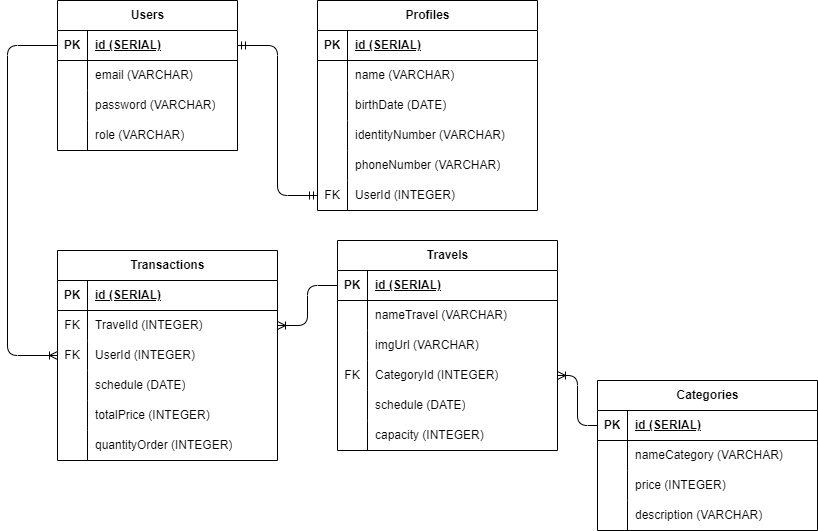 Users
PK id (SERIAL)
email (VARCHAR)
password (VARCHAR)
role (VARCHAR)
Profiles
PK id (SERIAL)
name (VARCHAR)
birthDate (DATE)
identityNumber (VARCHAR)
phoneNumber (VARCHAR)
FK UserId (INTEGER)
Transactions
PK id (SERIAL)
FK TravelId (INTEGER)
FK UserId (INTEGER)
schedule (DATE)
totalPrice (INTEGER)
quantityOrder (INTEGER)
Travels
PK id (SERIAL)
nameTravel (VARCHAR)
imgUrl (VARCHAR)
FK CategoryId (INTEGER)
schedule (DATE)
capacity (INTEGER)
Categories
PK id (SERIAL)
nameCategory (VARCHAR)
price (INTEGER)
description (VARCHAR)